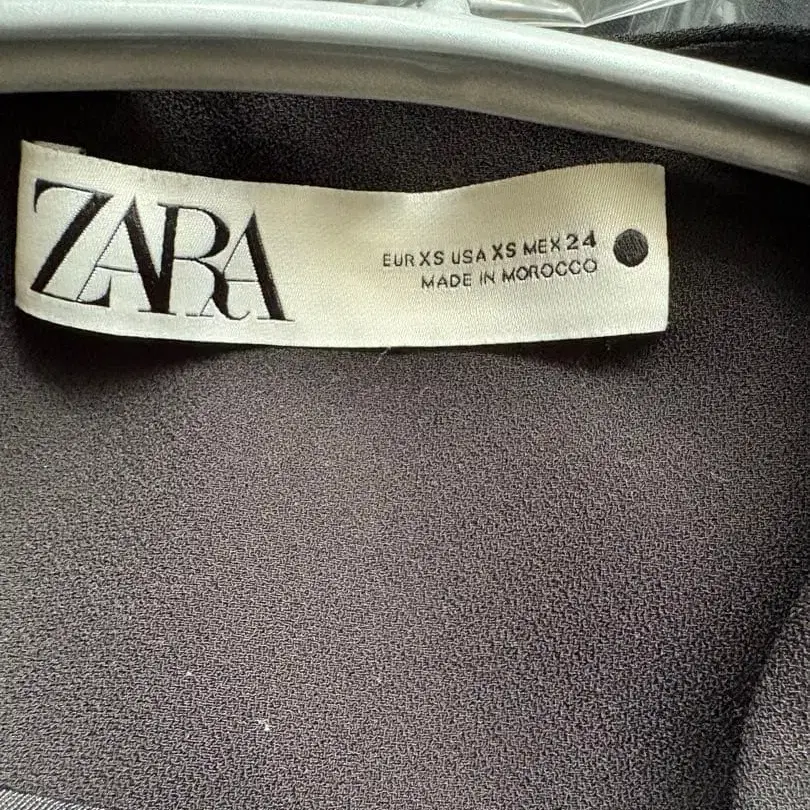 ZARA
EUR XS USA XS MEX 24
MADE IN MOROCCO